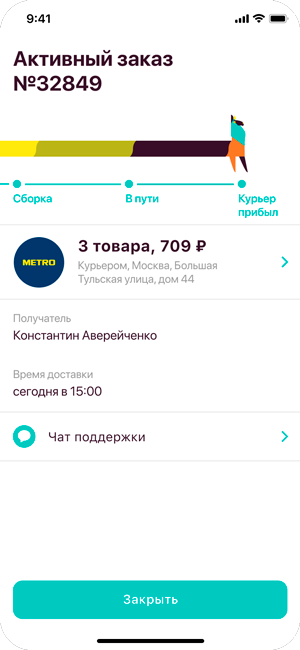 9:41
Активный заказ
№32849
Сборка
В пути
Курьер
прибыл
METRO
3 товара, 709 ₽
Курьером, Москва, Большая
Тульская улица, дом 44
Получатель
Константин Аверейченко
Время доставки
сегодня в 15:00
Чат поддержки
Закрыть